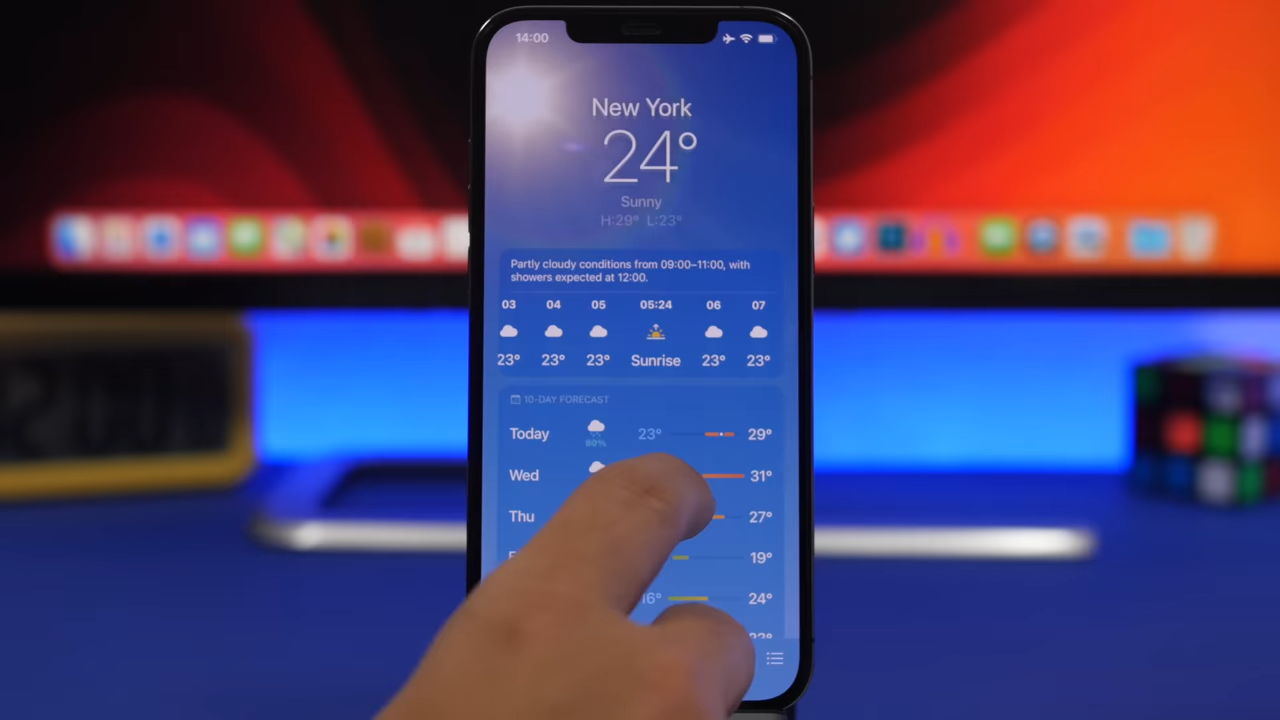 14:00
New York
24°
Sunny
H:29° L:23°
Partly cloudy conditions from 09:00–11:00, with
showers expected at 12:00.
03 04 05 05:24 06 07
23° 23° 23° Sunrise 23° 23°
10-DAY FORECAST
Today 80% 23° 29°
Wed 31°
Thu 27°
19°
16° 24°